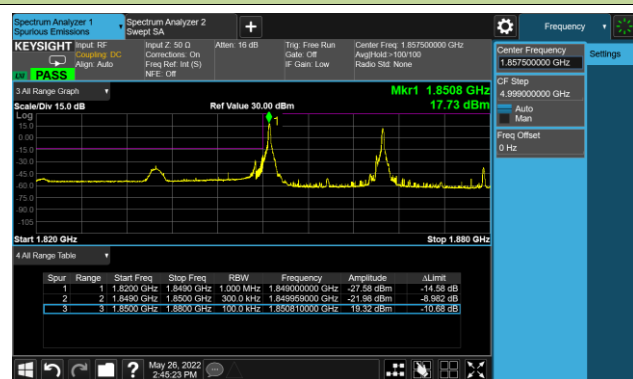 Spectrum Analyzer 1
Spurious Emissions
Spectrum Analyzer 2
Swept SA
Frequency
KEYSIGHT
Input: RF
Coupling: DC
Align: Auto
Input Z: 50 Ω
Corrections: On
Freq Ref: Int (S)
NFE: Off
Atten: 16 dB
Trig: Free Run
Gate: Off
IF Gain: Low
Center Freq: 1.857500000 GHz
Avg|Hold:>100/100
Radio Std: None
PASS
Center Frequency
1.857500000 GHz
Settings
CF Step
4.999000000 GHz
Auto
Man
Freq Offset
0 Hz
3 All Range Graph
Mkr1 1.8508 GHz
Scale/Div 15.0 dB
Ref Value 30.00 dBm
17.73 dBm
Log
1
15.0
0.00
-15.0
-30.0
-45.0
-60.0
-75.0
-90.0
-105
Start 1.820 GHz
Stop 1.880 GHz
4 All Range Table
Spur Range Start Freq Stop Freq RBW Frequency Amplitude ΔLimit
1 1 1.8200 GHz 1.8490 GHz 1.000 MHz 1.849000000 GHz -27.58 dBm -14.58 dB
2 2 1.8490 GHz 1.8500 GHz 300.0 kHz 1.849959000 GHz -21.98 dBm -8.982 dB
3 3 1.8500 GHz 1.8800 GHz 100.0 kHz 1.850810000 GHz 19.32 dBm -10.68 dB
May 26, 2022
2:45:23 PM